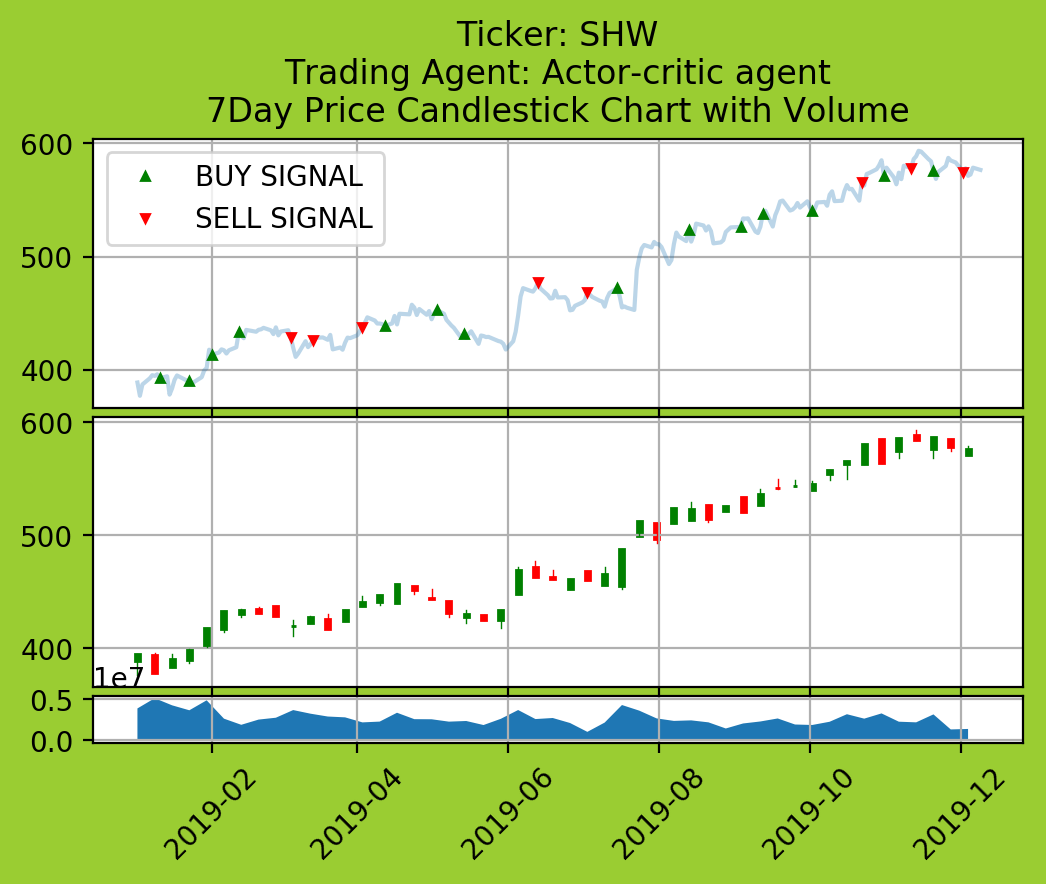 Ticker: SHW
Trading Agent: Actor-critic agent
7Day Price Candlestick Chart with Volume
600
500
400
BUY SIGNAL
SELL SIGNAL
600
500
400
1e7
0.5
0.0
2019-02
2019-04
2019-06
2019-08
2019-10
2019-12